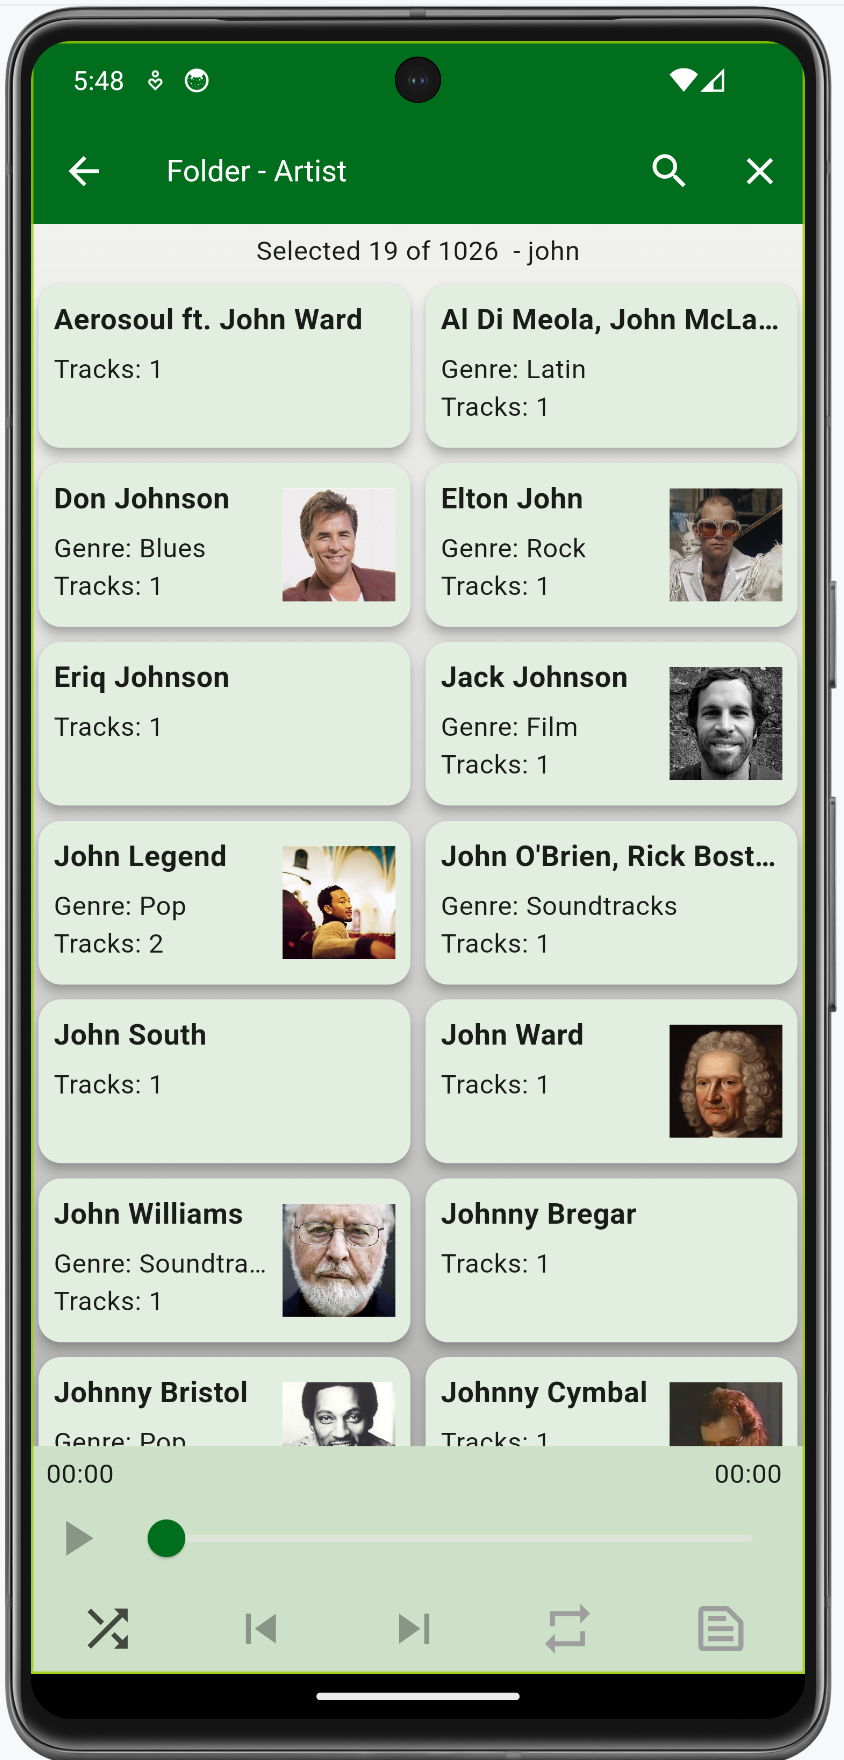 5:48
Folder - Artist
Selected 19 of 1026 - john
Aerosoul ft. John Ward
Tracks: 1
Al Di Meola, John McLa...
Genre: Latin
Tracks: 1
Don Johnson
Genre: Blues
Tracks: 1
Elton John
Genre: Rock
Tracks: 1
Eriq Johnson
Tracks: 1
Jack Johnson
Genre: Film
Tracks: 1
John Legend
Genre: Pop
Tracks: 2
John O'Brien, Rick Bost...
Genre: Soundtracks
Tracks: 1
John South
Tracks: 1
John Ward
Tracks: 1
John Williams
Genre: Soundtra...
Tracks: 1
Johnny Bregar
Tracks: 1
Johnny Bristol
Genre: Pop
Johnny Cymbal
Tracks: 1
00:00
00:00